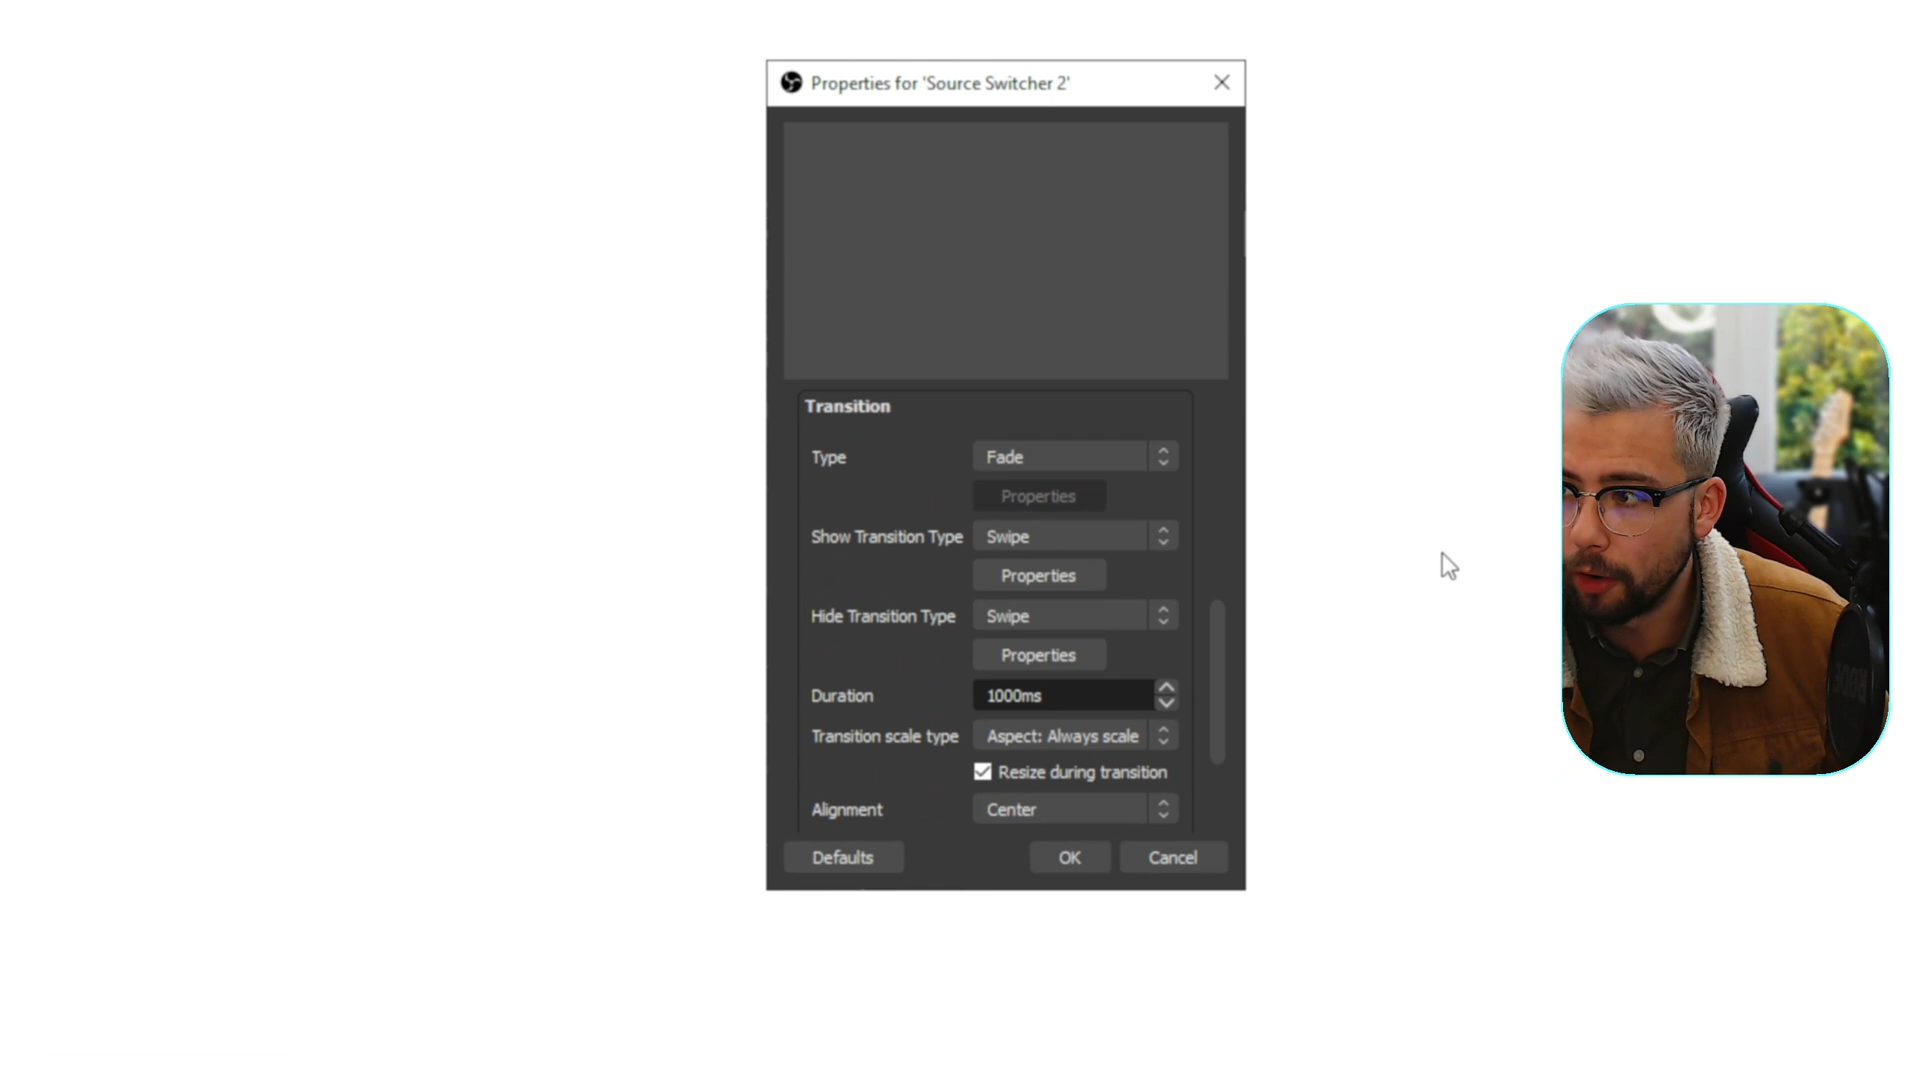 Properties for 'Source Switcher 2'
Transition
Type
Fade
Properties
Show Transition Type
Swipe
Properties
Hide Transition Type
Swipe
Properties
Duration
1000ms
Transition scale type
Aspect: Always scale
Resize during transition
Alignment
Center
Defaults
OK
Cancel
RODE